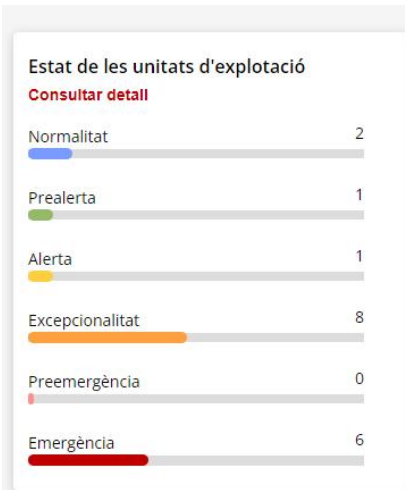 Estat de les unitats d'explotació
Consultar detall
Normalitat 2
Prealerta 1
Alerta 1
Excepcionalitat 8
Preemergència 0
Emergència 6